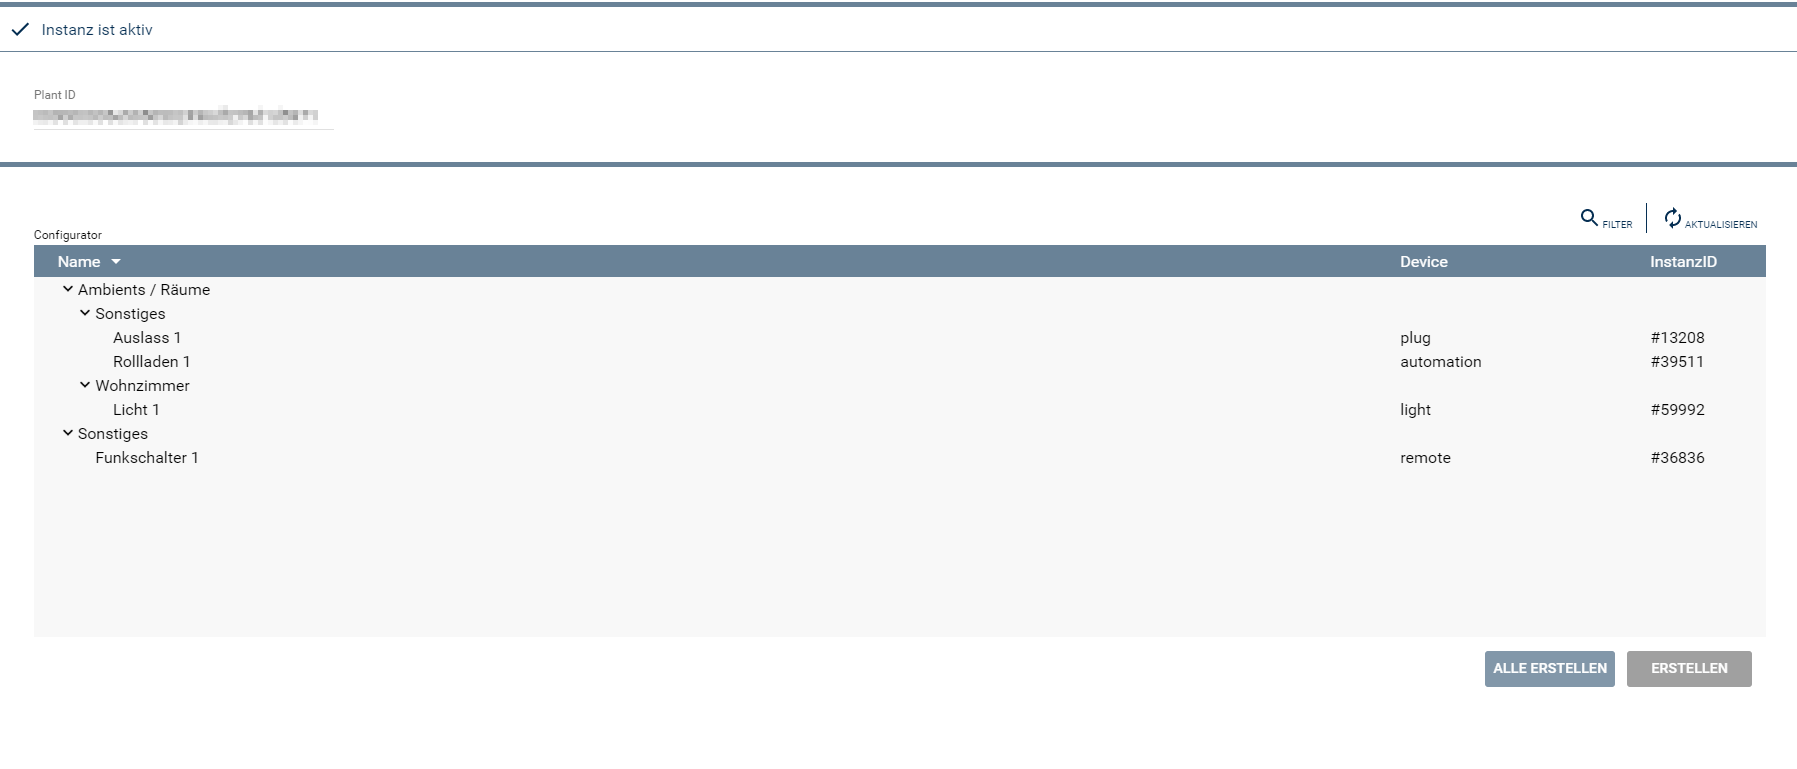 Instanz ist aktiv
Plant ID
FILTER AKTUALISIEREN
Configurator
Name Device InstanzID
Ambients / Räume
Sonstiges
Auslass 1 plug #13208
Rollladen 1 automation #39511
Wohnzimmer
Licht 1 light #59992
Sonstiges
Funkschalter 1 remote #36836
ALLE ERSTELLEN ERSTELLEN